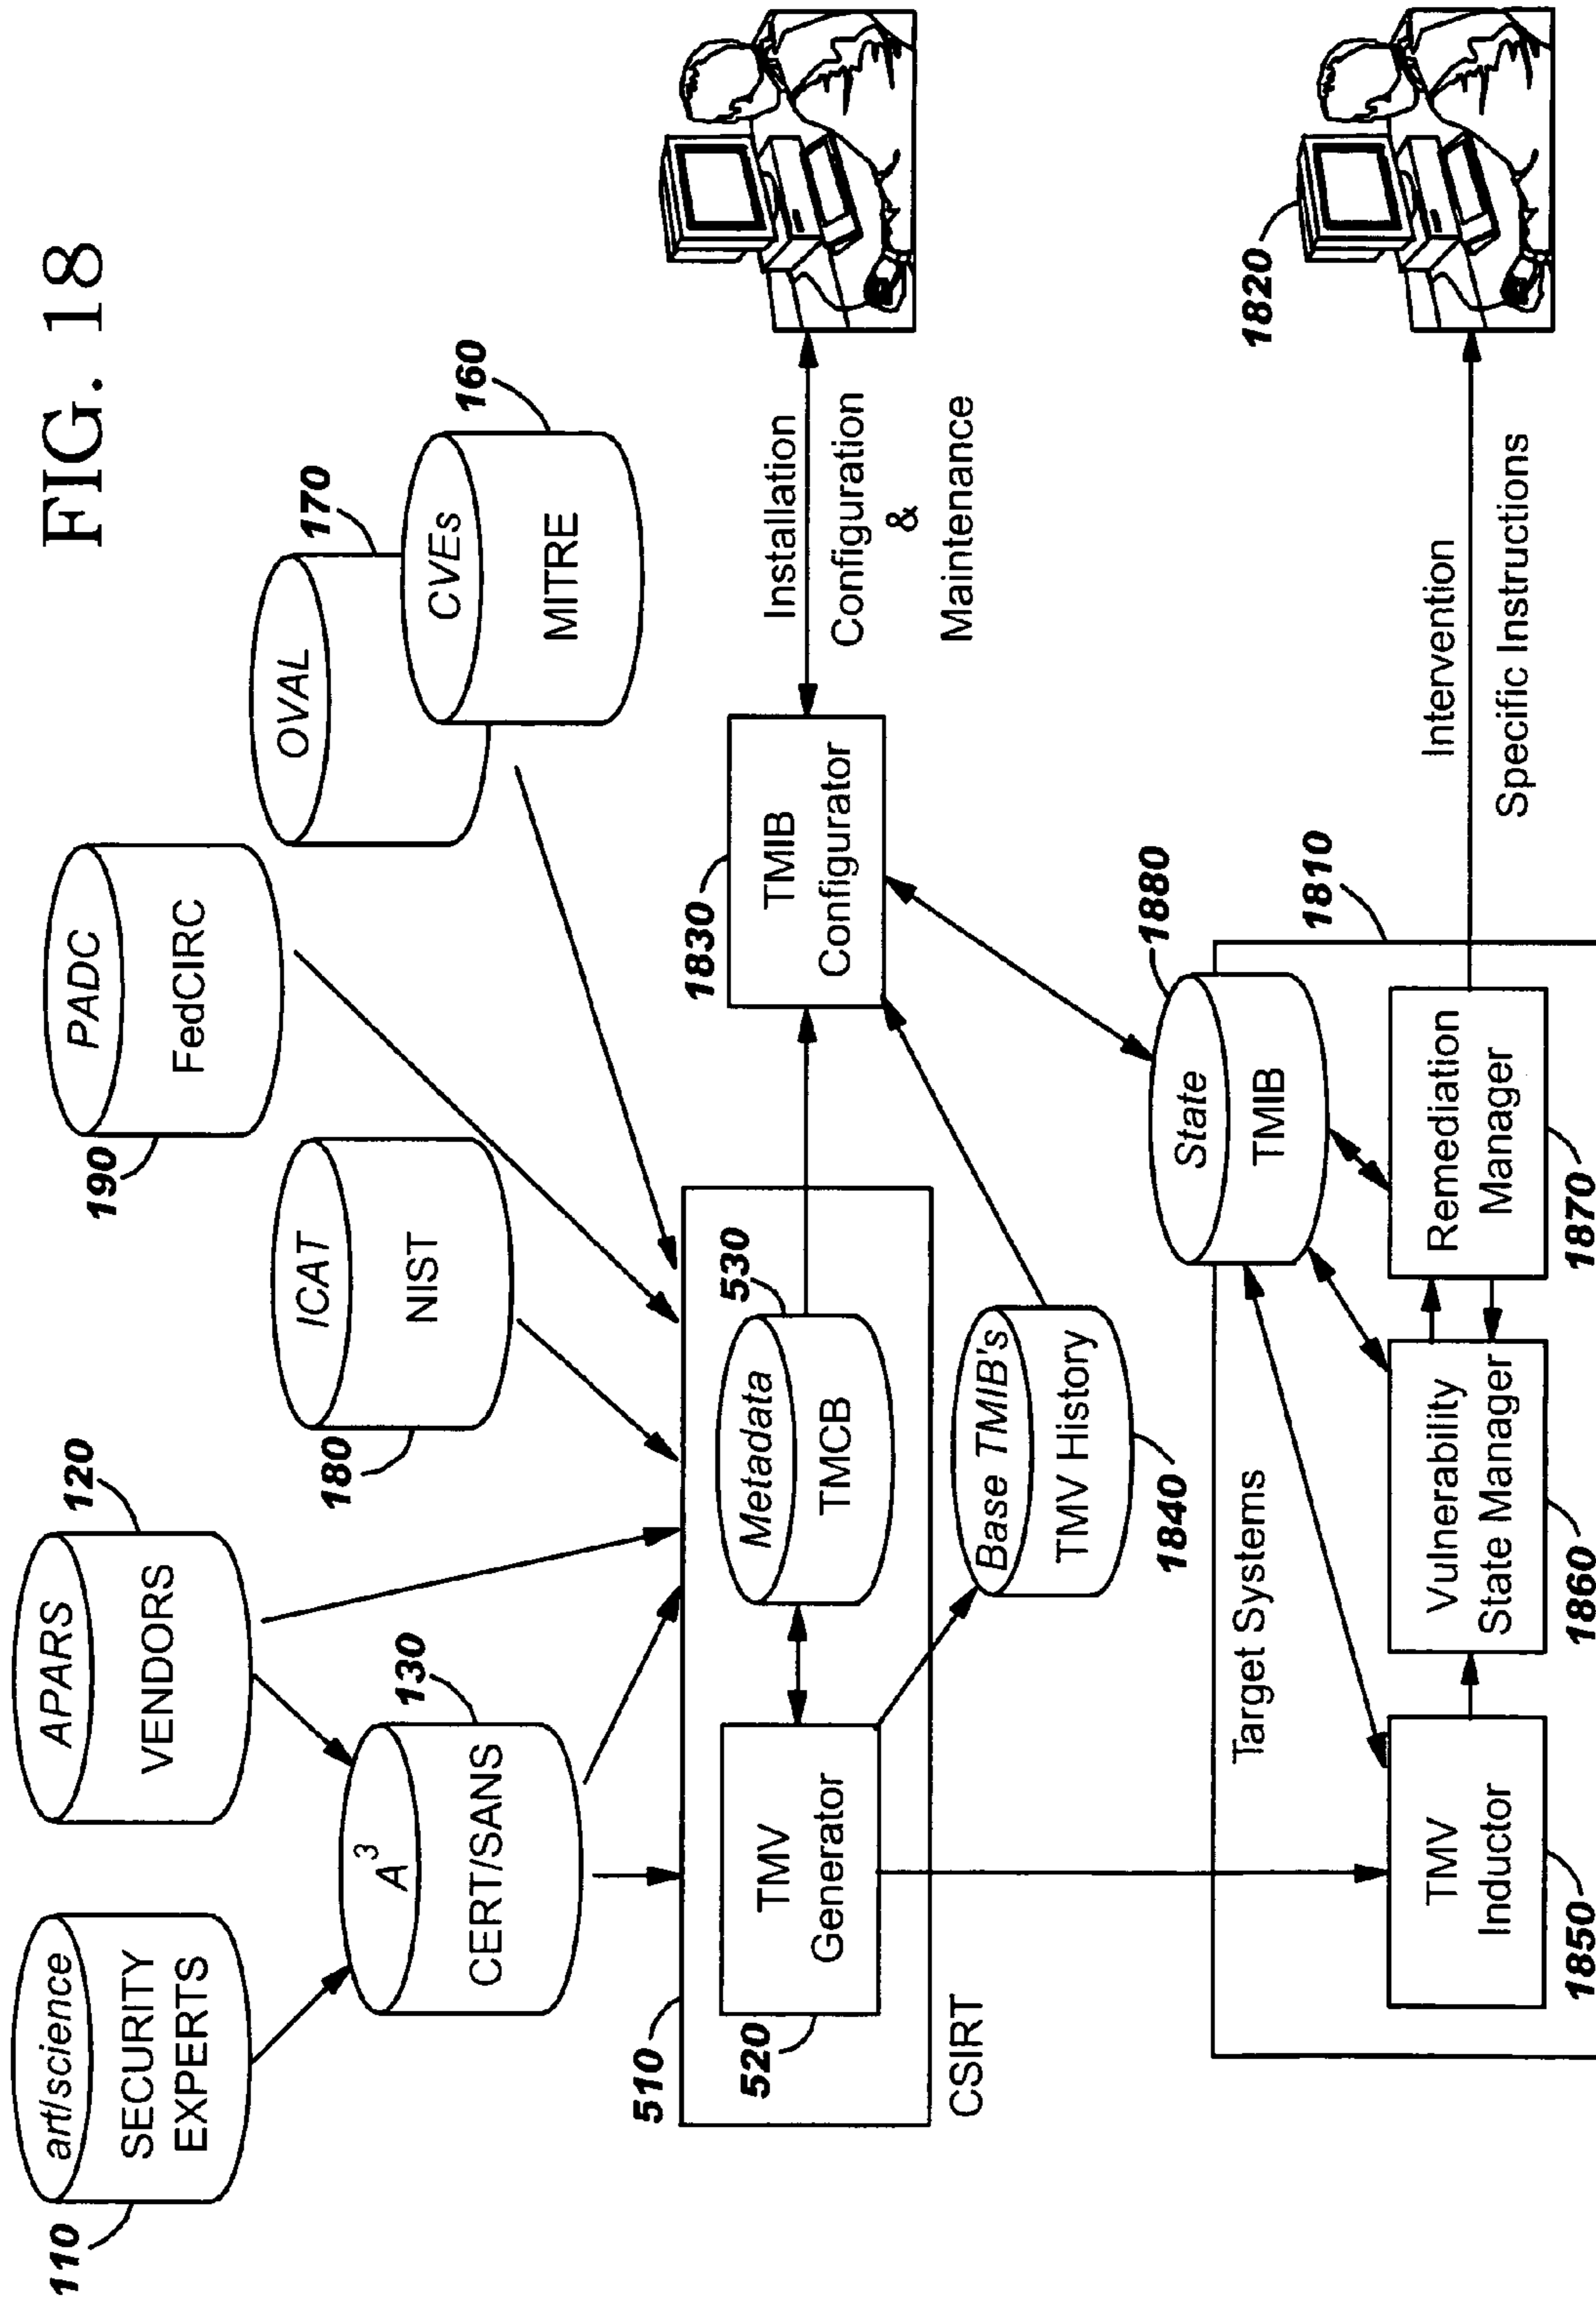 FIG. 18
110
art/science
SECURITY
EXPERTS
120
APARS
VENDORS
130
A3
CERT/SANS
180
ICAT
NIST
190
PADC
FedCIRC
170
OVAL
160
CVEs
MITRE
510
520
TMV
Generator
530
Metadata
TMCB
CSIRT
Base TMIB's
TMV History
1840
1830
TMIB
Configurator
Installation
Configuration
&
Maintenance
1880
State
TMIB
1810
Target Systems
TMV
Inductor
1850
Vulnerability
State Manager
1860
Remediation
Manager
1870
Intervention
Specific Instructions
1820